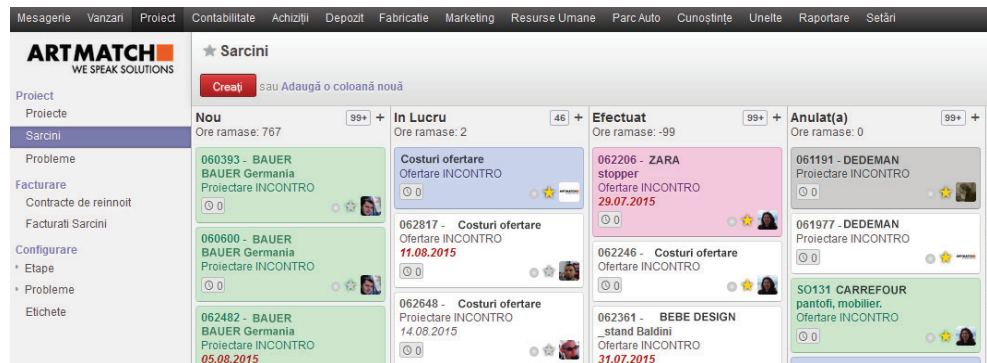 Mesagerie Vanzari Proiect Contabilitate Achiziții Depozit Fabricatie Marketing Resurse Umane Parc Auto Cunoștințe Unelte Raportare Setări
ARTMATCH
WE SPEAK SOLUTIONS
Proiect
Proiecte
Sarcini
Probleme
Facturare
Contracte de reinnoit
Facturati Sarcini
Configurare
Etape
Probleme
Etichete
Sarcini
Creați sau Adaugă o coloană nouă
Nou 99+ +
Ore ramase: 767
060393 - BAUER
BAUER Germania
Proiectare INCONTRO
0
060600 - BAUER
BAUER Germania
Proiectare INCONTRO
0
062482 - BAUER
BAUER Germania
Proiectare INCONTRO
05.08.2015
In Lucru 46 +
Ore ramase: 2
Costuri ofertare
Ofertare INCONTRO
0
ARTMATCH
062817 - Costuri ofertare
Ofertare INCONTRO
11.08.2015
0
062648 - Costuri ofertare
Proiectare INCONTRO
14.08.2015
0
Efectuat 99+ +
Ore ramase: -99
062206 - ZARA
stopper
Ofertare INCONTRO
29.07.2015
0
062246 - Costuri ofertare
Ofertare INCONTRO
0
062361 - BEBE DESIGN
_stand Baldini
Ofertare INCONTRO
31.07.2015
Anulat(a) 99+ +
Ore ramase: 0
061191 - DEDEMAN
Proiectare INCONTRO
0
061977 - DEDEMAN
Proiectare INCONTRO
0
ARTMATCH
SO131 CARREFOUR
pantofi, mobilier.
Ofertare INCONTRO
0